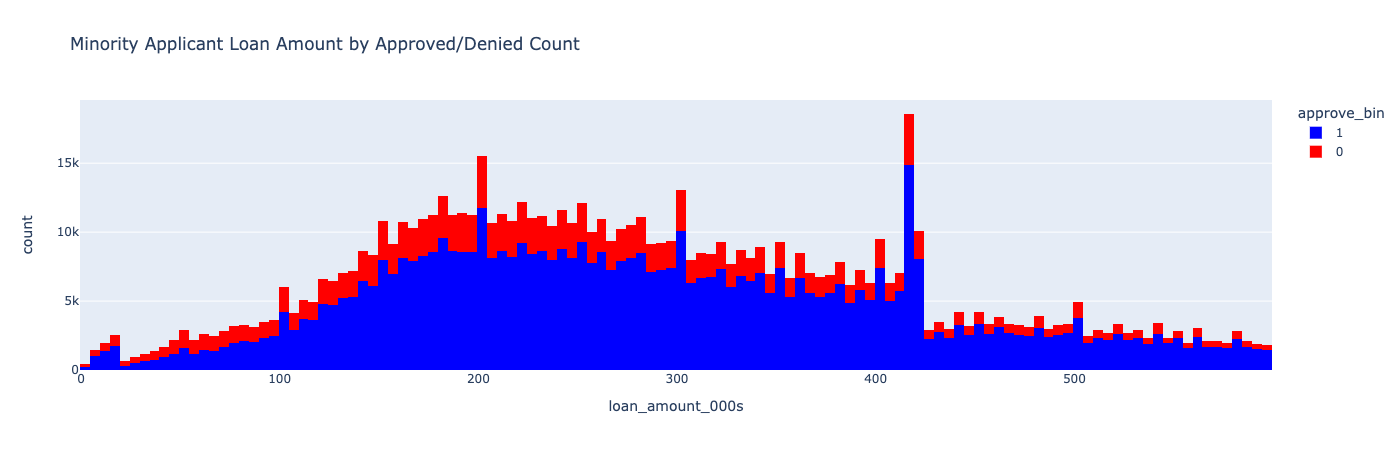 Minority Applicant Loan Amount by Approved/Denied Count
approve_bin
1
0
15k
10k
5k
0
count
0 100 200 300 400 500
loan_amount_000s